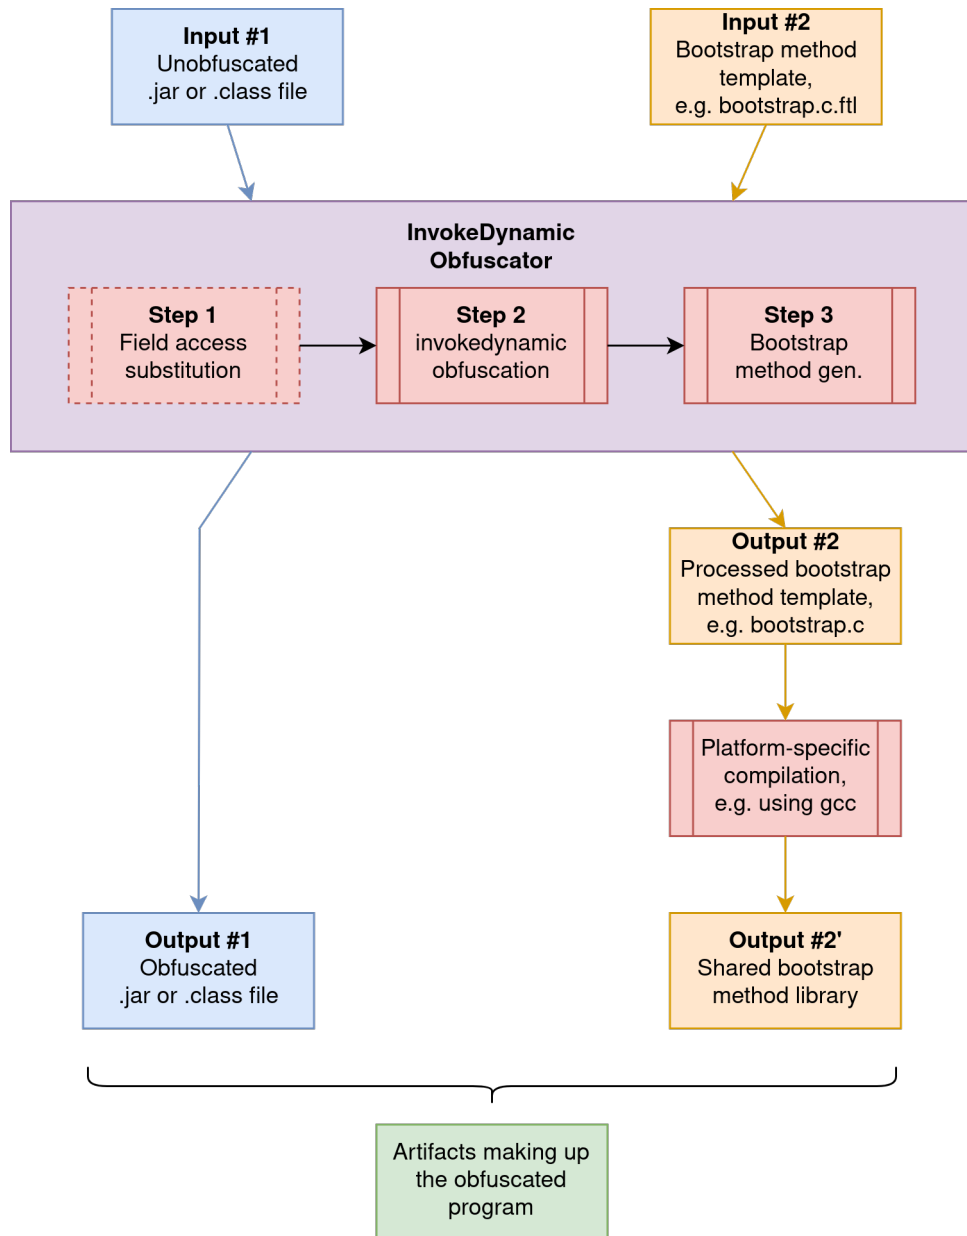 Input #1
Unobfuscated
.jar or .class file
Input #2
Bootstrap method
template,
e.g. bootstrap.c.ftl
InvokeDynamic
Obfuscator
Step 1
Field access
substitution
Step 2
invokedynamic
obfuscation
Step 3
Bootstrap
method gen.
Output #2
Processed bootstrap
method template,
e.g. bootstrap.c
Platform-specific
compilation,
e.g. using gcc
Output #1
Obfuscated
.jar or .class file
Output #2'
Shared bootstrap
method library
Artifacts making up
the obfuscated
program